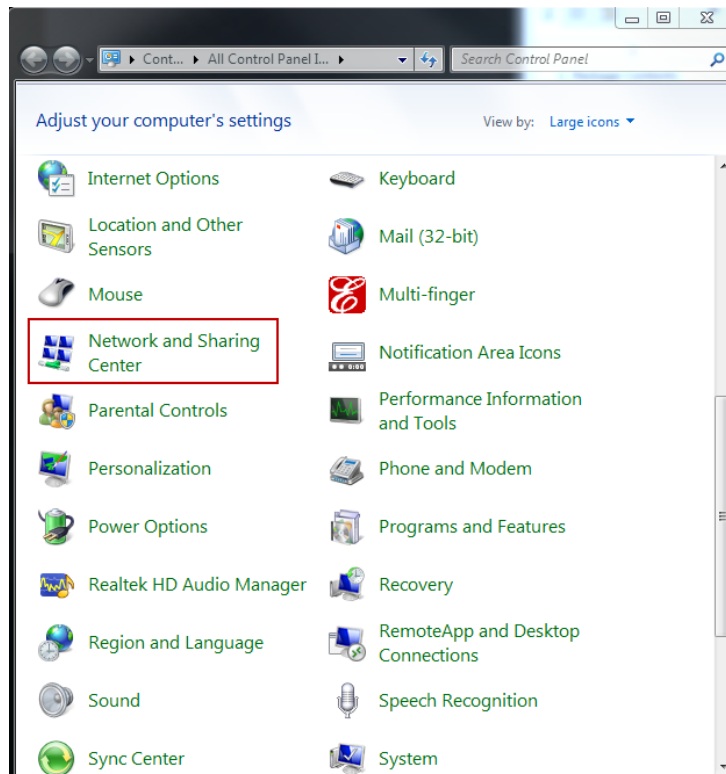 Cont... All Control Panel I... Search Control Panel
Adjust your computer's settings View by: Large icons
Internet Options Keyboard
Location and Other
Sensors
Mail (32-bit)
Mouse Multi-finger
Network and Sharing
Center
Notification Area Icons
Parental Controls
Performance Information
and Tools
Personalization Phone and Modem
Power Options Programs and Features
Realtek HD Audio Manager Recovery
Region and Language
RemoteApp and Desktop
Connections
Sound Speech Recognition
Sync Center System